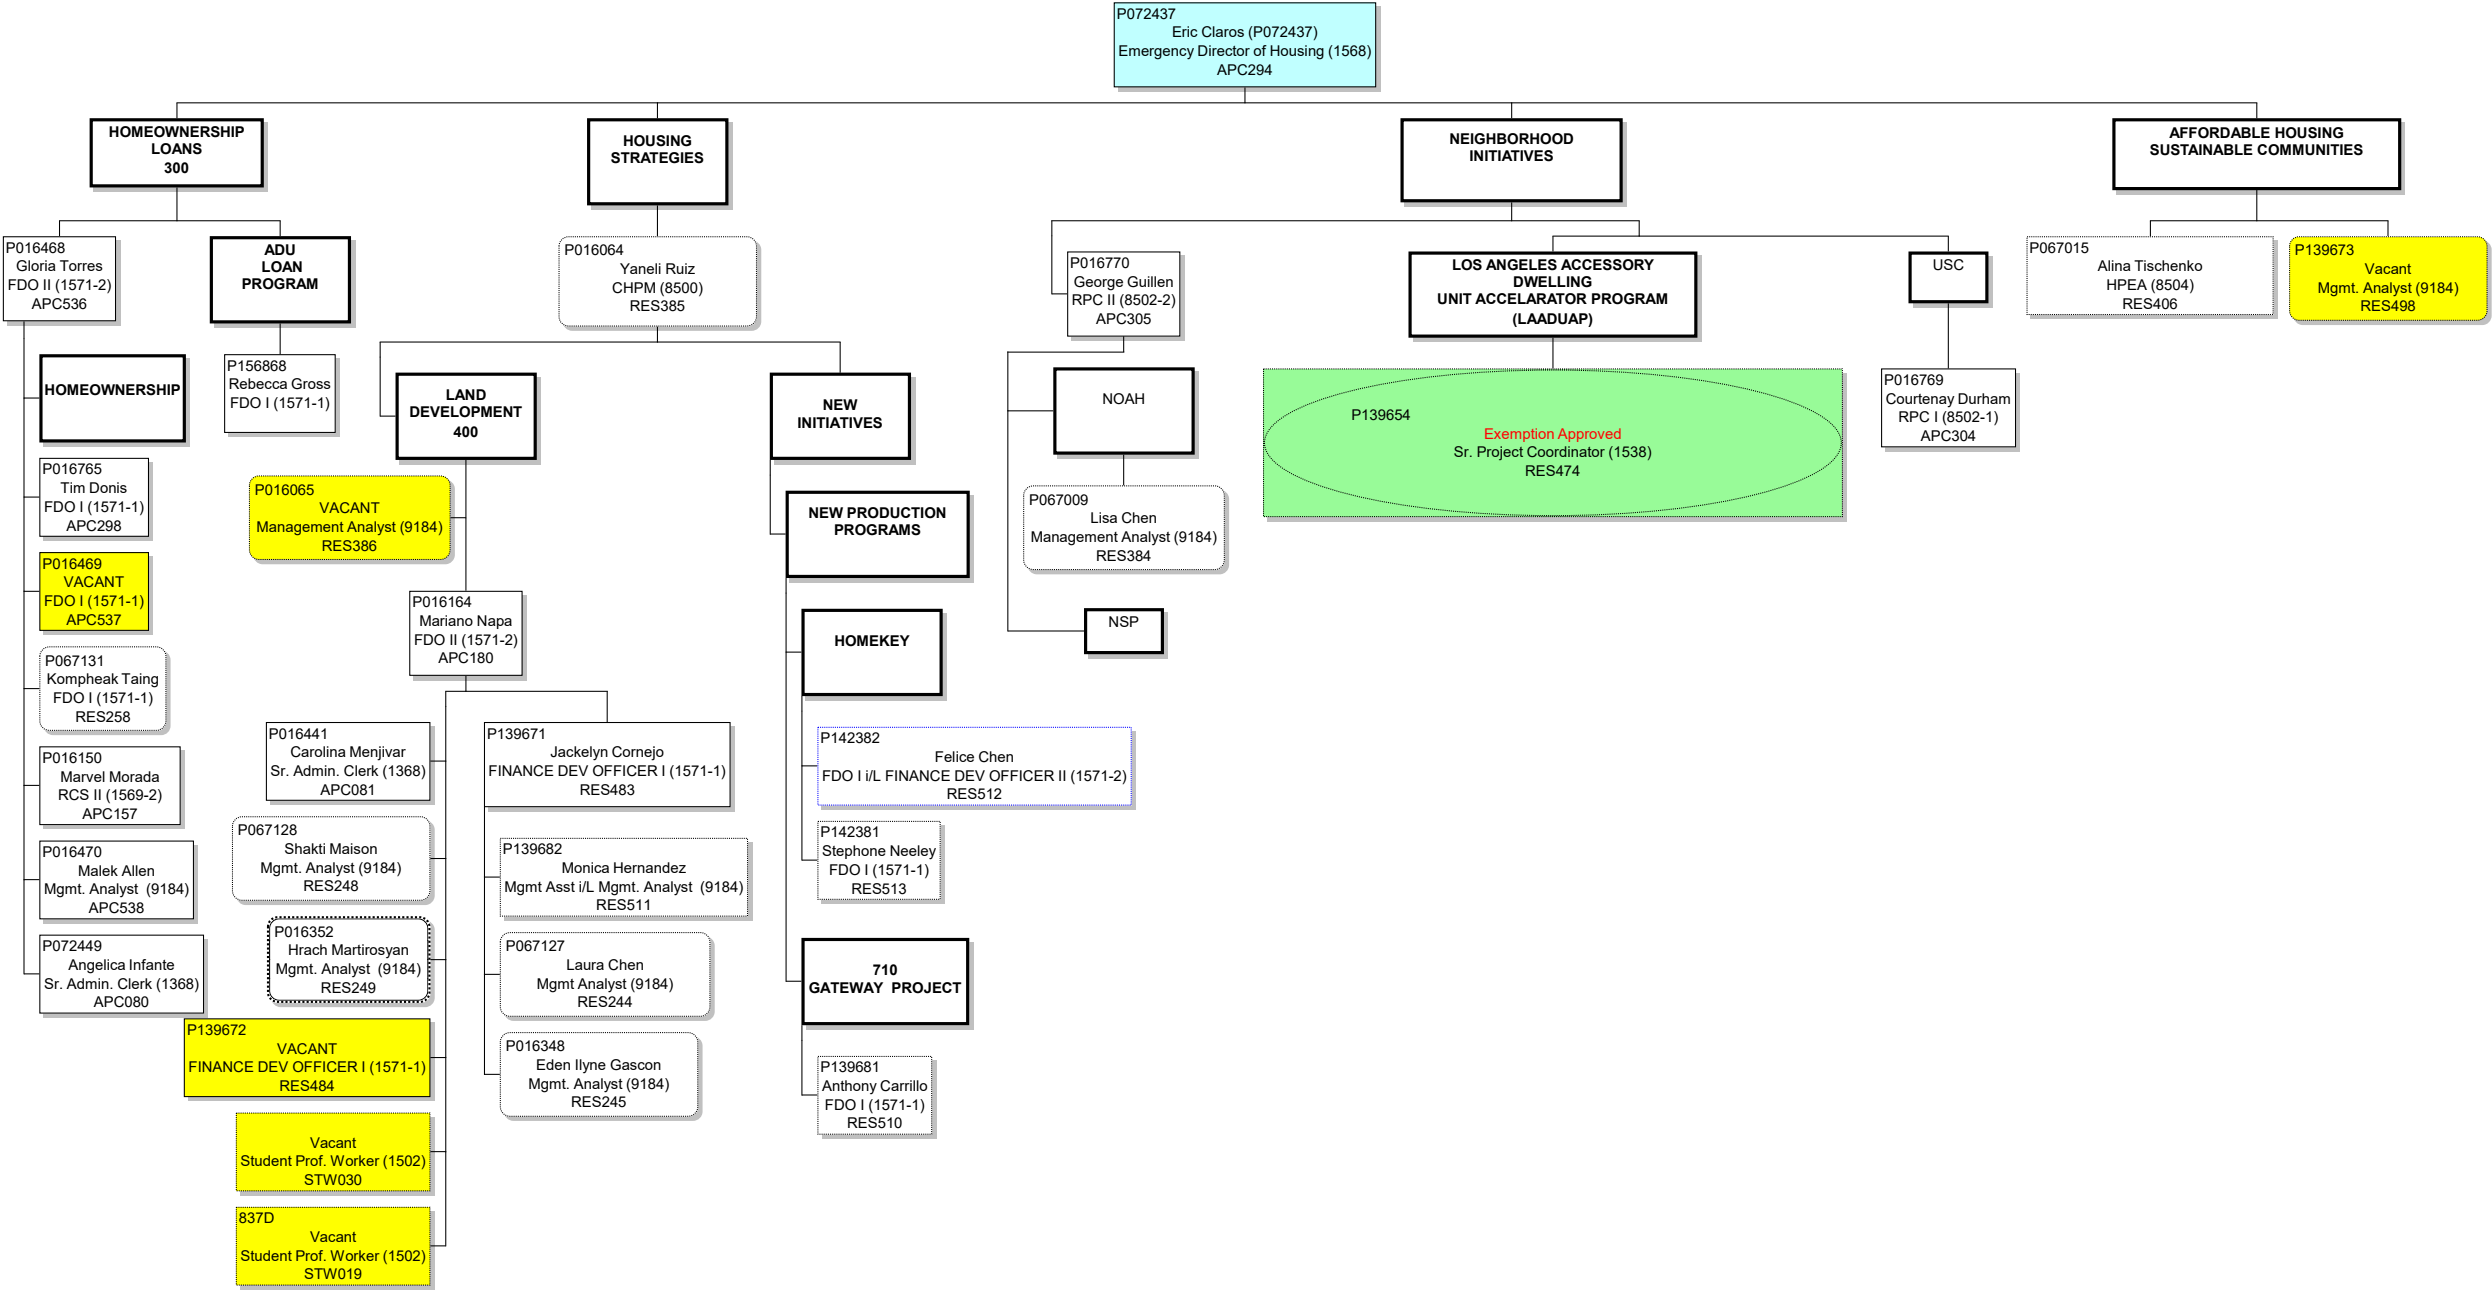 P072437
Eric Claros (P072437)
Emergency Director of Housing (1568)
APC294
HOMEOWNERSHIP
LOANS
300
HOUSING
STRATEGIES
NEIGHBORHOOD
INITIATIVES
AFFORDABLE HOUSING
SUSTAINABLE COMMUNITIES
P016468
Gloria Torres
FDO II (1571-2)
APC536
ADU
LOAN
PROGRAM
P156868
Rebecca Gross
FDO I (1571-1)
HOMEOWNERSHIP
P016765
Tim Donis
FDO I (1571-1)
APC298
P016469
VACANT
FDO I (1571-1)
APC537
P067131
Kompheak Taing
FDO I (1571-1)
RES258
P016150
Marvel Morada
RCS II (1569-2)
APC157
P016470
Malek Allen
Mgmt. Analyst  (9184)
APC538
P072449
Angelica Infante
Sr. Admin. Clerk (1368)
APC080
P016064
Yaneli Ruiz
CHPM (8500)
RES385
LAND
DEVELOPMENT
400
P016065
VACANT
Management Analyst (9184)
RES386
P016164
Mariano Napa
FDO II (1571-2)
APC180
P016441
Carolina Menjivar
Sr. Admin. Clerk (1368)
APC081
P067128
Shakti Maison
Mgmt. Analyst (9184)
RES248
P016352
Hrach Martirosyan
Mgmt. Analyst  (9184)
RES249
P139672
VACANT
FINANCE DEV OFFICER I (1571-1)
RES484
Vacant
Student Prof. Worker (1502)
STW030
837D
Vacant
Student Prof. Worker (1502)
STW019
P139671
Jackelyn Cornejo
FINANCE DEV OFFICER I (1571-1)
RES483
P139682
Monica Hernandez
Mgmt Asst i/L Mgmt. Analyst  (9184)
RES511
P067127
Laura Chen
Mgmt Analyst (9184)
RES244
P016348
Eden Ilyne Gascon
Mgmt. Analyst (9184)
RES245
NEW
INITIATIVES
NEW PRODUCTION
PROGRAMS
HOMEKEY
P142382
Felice Chen
FDO I i/L FINANCE DEV OFFICER II (1571-2)
RES512
P142381
Stephone Neeley
FDO I (1571-1)
RES513
710
GATEWAY  PROJECT
P139681
Anthony Carrillo
FDO I (1571-1)
RES510
P016770
George Guillen
RPC II (8502-2)
APC305
NOAH
P067009
Lisa Chen
Management Analyst (9184)
RES384
NSP
LOS ANGELES ACCESSORY
DWELLING
UNIT ACCELARATOR PROGRAM
(LAADUAP)
P139654
Exemption Approved
Sr. Project Coordinator (1538)
RES474
USC
P016769
Courtenay Durham
RPC I (8502-1)
APC304
P067015
Alina Tischenko
HPEA (8504)
RES406
P139673
Vacant
Mgmt. Analyst (9184)
RES498